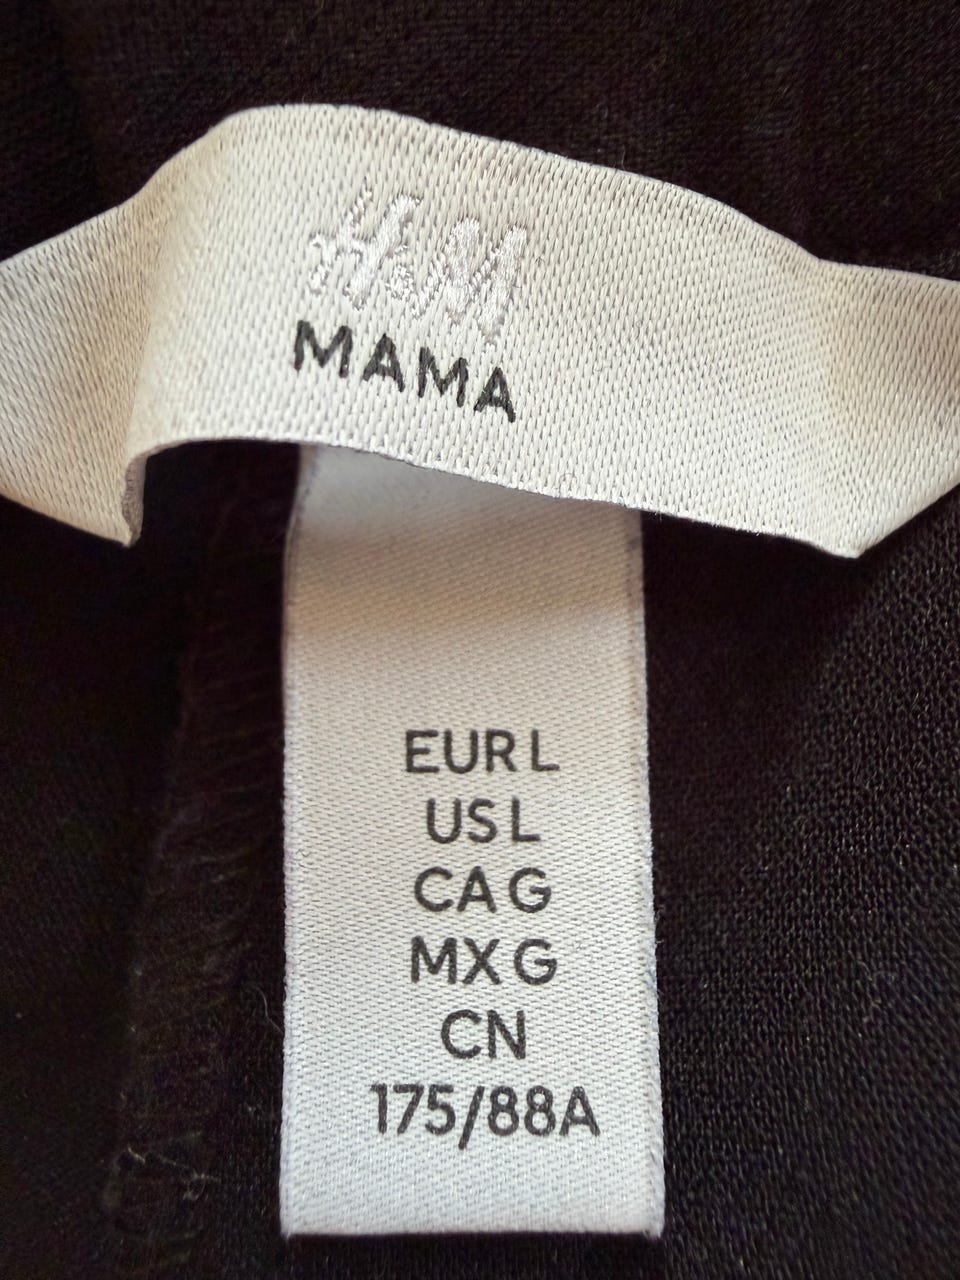 H&M
MAMA
EUR L
US L
CA G
MX G
CN
175/88A